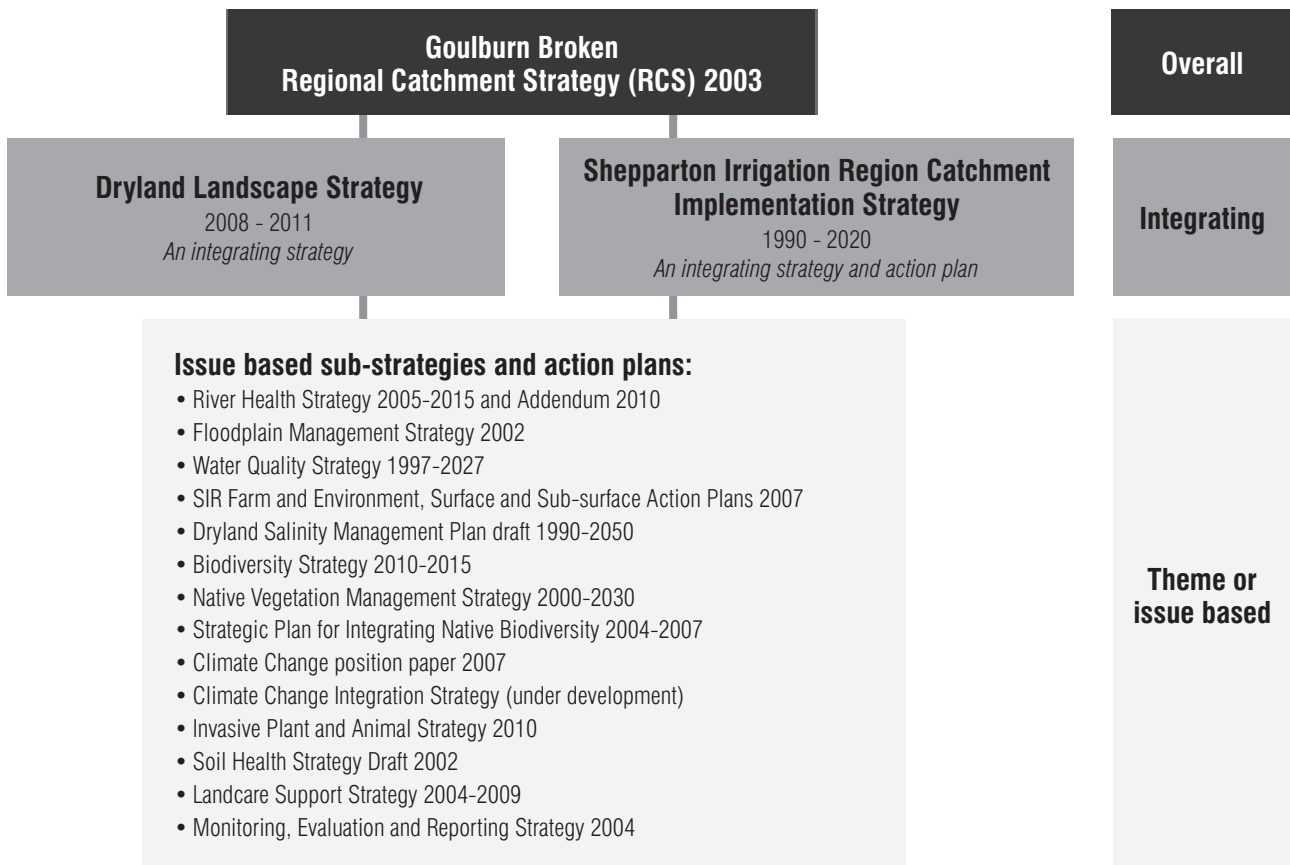 Goulburn Broken
Regional Catchment Strategy (RCS) 2003
Overall
Dryland Landscape Strategy
2008 - 2011
An integrating strategy
Shepparton Irrigation Region Catchment
Implementation Strategy
1990 - 2020
An integrating strategy and action plan
Integrating
Issue based sub-strategies and action plans:
• River Health Strategy 2005-2015 and Addendum 2010
• Floodplain Management Strategy 2002
• Water Quality Strategy 1997-2027
• SIR Farm and Environment, Surface and Sub-surface Action Plans 2007
• Dryland Salinity Management Plan draft 1990-2050
• Biodiversity Strategy 2010-2015
• Native Vegetation Management Strategy 2000-2030
• Strategic Plan for Integrating Native Biodiversity 2004-2007
• Climate Change position paper 2007
• Climate Change Integration Strategy (under development)
• Invasive Plant and Animal Strategy 2010
• Soil Health Strategy Draft 2002
• Landcare Support Strategy 2004-2009
• Monitoring, Evaluation and Reporting Strategy 2004
Theme or
issue based